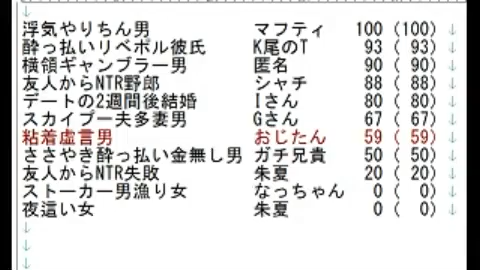 浮気やりちん男 マフティ 100 (100)↓
酔っ払いリベポル彼氏 K尾のT 93 ( 93)↓
横領ギャンブラー男 匿名 90 ( 90)↓
友人からNTR野郎 シャチ 88 ( 88)↓
デートの2週間後結婚 Iさん 80 ( 80)↓
スカイプー夫多妻男 Gさん 67 ( 67)↓
粘着虚言男 おじたん 59 ( 59)↓
ささやき酔っ払い金無し男 ガチ兄貴 50 ( 50)↓
友人からNTR失敗 朱夏 20 ( 20)↓
ストーカー男漁り女 なっちゃん 0 ( 0)↓
夜這い女 朱夏 0 ( 0)↓